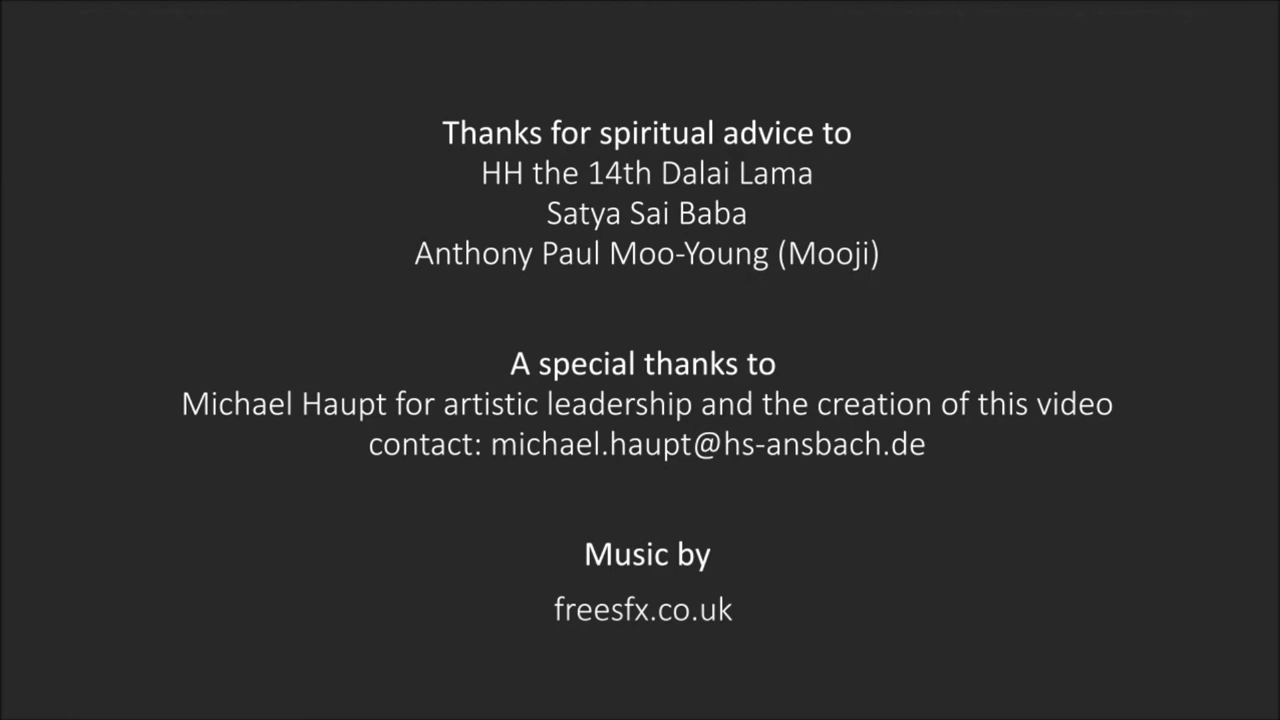 Thanks for spiritual advice to
HH the 14th Dalai Lama
Satya Sai Baba
Anthony Paul Moo-Young (Mooji)
A special thanks to
Michael Haupt for artistic leadership and the creation of this video
contact: michael.haupt@hs-ansbach.de
Music by
freesfx.co.uk